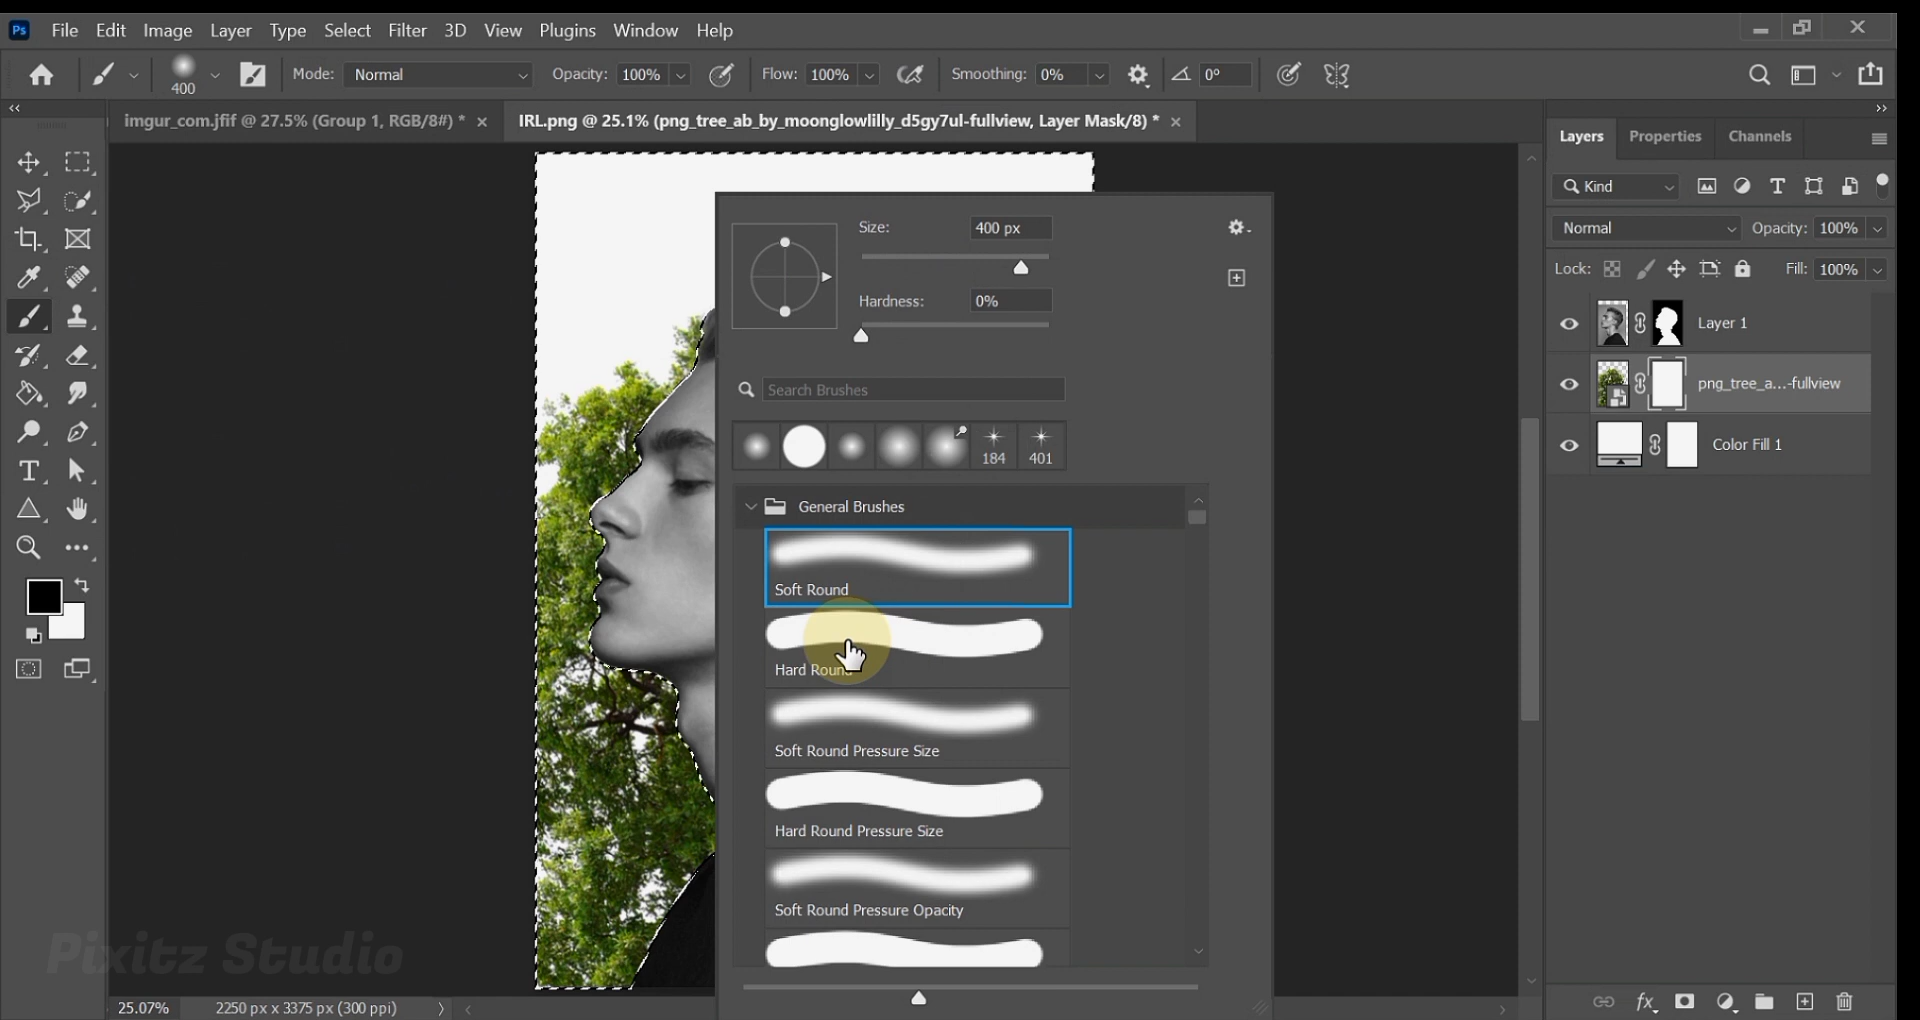 Ps File Edit Image Layer Type Select Filter 3D View Plugins Window Help
400 Mode: Normal Opacity: 100% Flow: 100% Smoothing: 0% 0°
imgur_com.jfif @ 27.5% (Group 1, RGB/8#) * × IRL.png @ 25.1% (png_tree_ab_by_moonglowlilly_d5gy7ul-fullview, Layer Mask/8) * ×
Layers Properties Channels
Kind
Normal Opacity: 100%
Lock: Fill: 100%
Layer 1
png_tree_a...-fullview
Color Fill 1
Size: 400 px
Hardness: 0%
Search Brushes
184 401
General Brushes
Soft Round
Hard Round
Soft Round Pressure Size
Hard Round Pressure Size
Soft Round Pressure Opacity
Pixitz Studio
25.07% 2250 px x 3375 px (300 ppi)